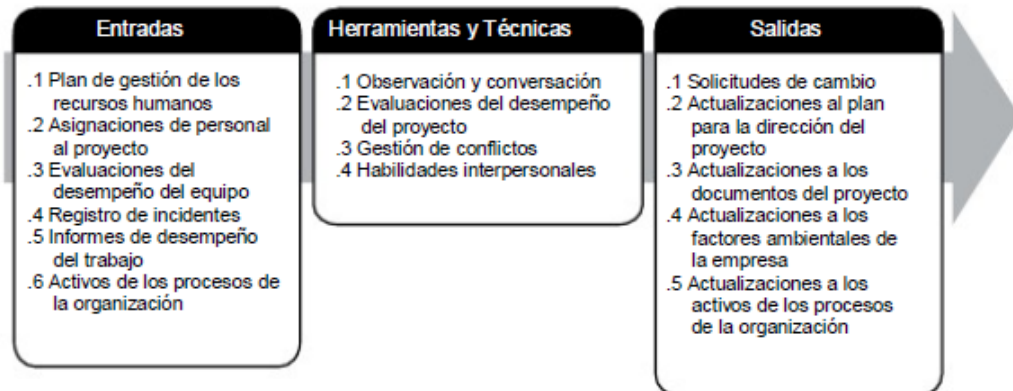 Entradas
.1 Plan de gestión de los
recursos humanos
.2 Asignaciones de personal
al proyecto
.3 Evaluaciones del
desempeño del equipo
.4 Registro de incidentes
.5 Informes de desempeño
del trabajo
.6 Activos de los procesos de
la organización
Herramientas y Técnicas
.1 Observación y conversación
.2 Evaluaciones del desempeño
del proyecto
.3 Gestión de conflictos
.4 Habilidades interpersonales
Salidas
.1 Solicitudes de cambio
.2 Actualizaciones al plan
para la dirección del
proyecto
.3 Actualizaciones a los
documentos del proyecto
.4 Actualizaciones a los
factores ambientales de
la empresa
.5 Actualizaciones a los
activos de los procesos
de la organización